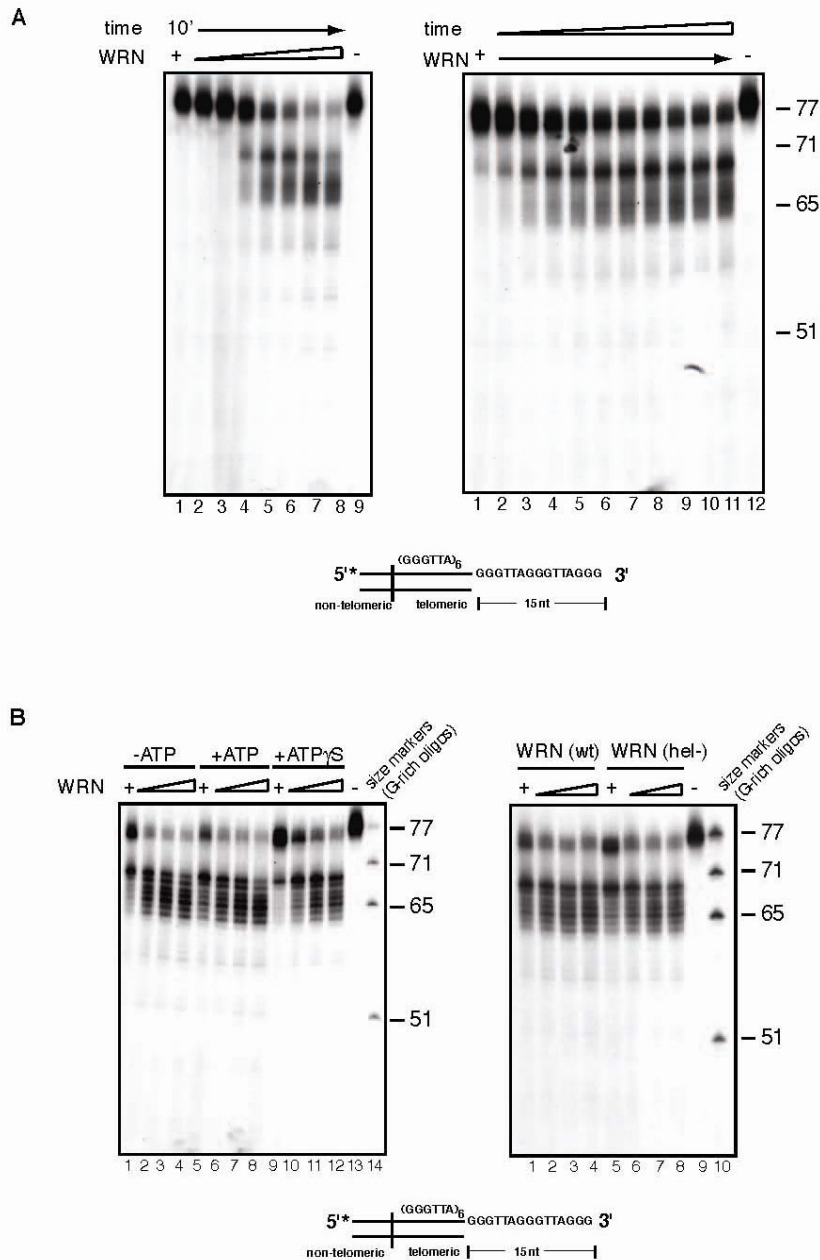 A
time 10'
WRN + -
time
WRN + -
77
71
65
51
1 2 3 4 5 6 7 8 9
1 2 3 4 5 6 7 8 9 10 11 12
(GGGTTA)6
5'* GGGTTAGGGTTAGGG 3'
non-telomeric telomeric 15nt
B
-ATP +ATP +ATPγS size markers (G-rich oligos)
WRN + + + -
77
71
65
51
1 2 3 4 5 6 7 8 9 10 11 12 13 14
WRN (wt) WRN (hel-) size markers (G-rich oligos)
+ + -
77
71
65
51
1 2 3 4 5 6 7 8 9 10
(GGGTTA)6
5'* GGGTTAGGGTTAGGG 3'
non-telomeric telomeric 15nt